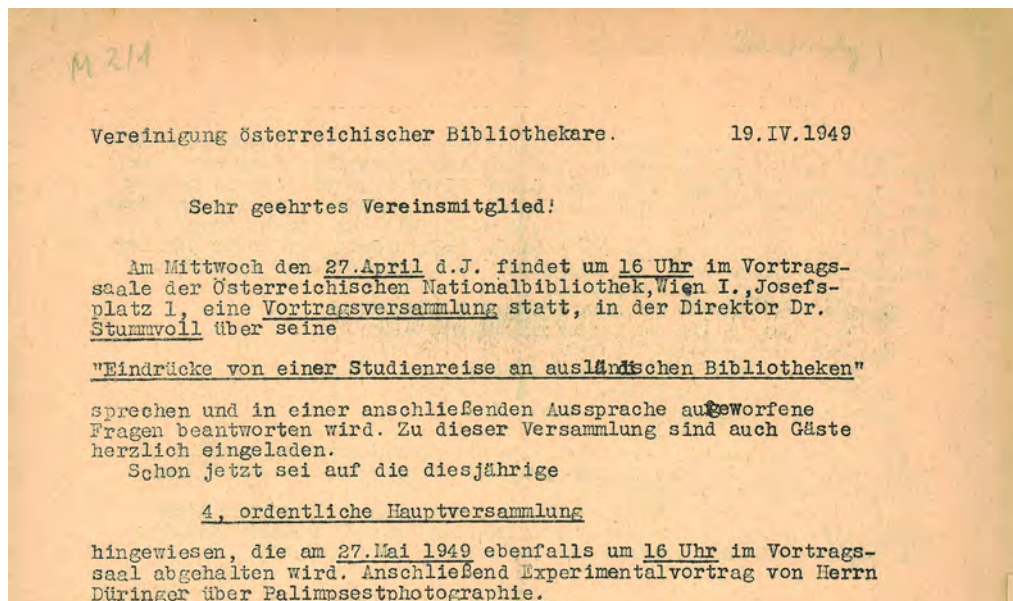 M 2/1
Vereinigung österreichischer Bibliothekare. 19.IV.1949
Sehr geehrtes Vereinsmitglied!
Am Mittwoch den 27.April d.J. findet um 16 Uhr im Vortrags-
saale der Österreichischen Nationalbibliothek,Wien I.,Josefs-
platz 1, eine Vortragsversammlung statt, in der Direktor Dr.
Stummvoll über seine
"Eindrücke von einer Studienreise an ausländischen Bibliotheken"
sprechen und in einer anschließenden Aussprache aufgeworfene
Fragen beantworten wird. Zu dieser Versammlung sind auch Gäste
herzlich eingeladen.
Schon jetzt sei auf die diesjährige
4. ordentliche Hauptversammlung
hingewiesen, die am 27.Mai 1949 ebenfalls um 16 Uhr im Vortrags-
saal abgehalten wird. Anschließend Experimentalvortrag von Herrn
Düringer über Palimpsestphotographie.